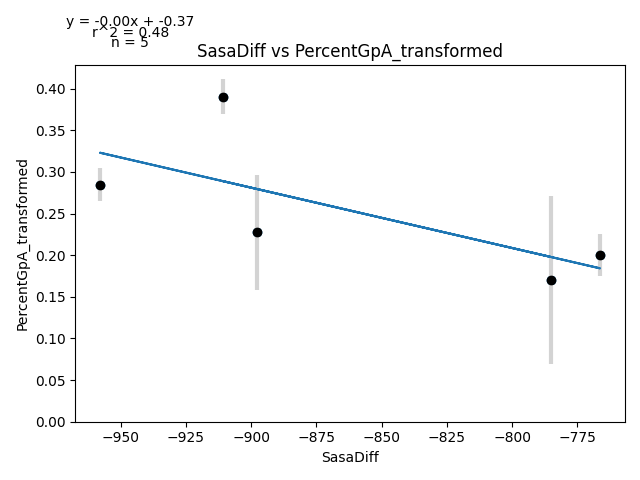 y = -0.00x + -0.37
r^2 = 0.48
n = 5
SasaDiff vs PercentGpA_transformed
PercentGpA_transformed
0.40
0.35
0.30
0.25
0.20
0.15
0.10
0.05
0.00
−950 −925 −900 −875 −850 −825 −800 −775
SasaDiff